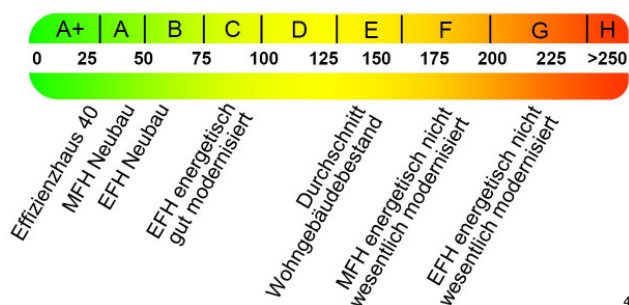 A+ A B C D E F G H
0 25 50 75 100 125 150 175 200 225 >250
Effizienzhaus 40
MFH Neubau
EFH Neubau
EFH energetisch
gut modernisiert
Durchschnitt
Wohngebäudebestand
MFH energetisch nicht
wesentlich modernisiert
EFH energetisch nicht
wesentlich modernisiert